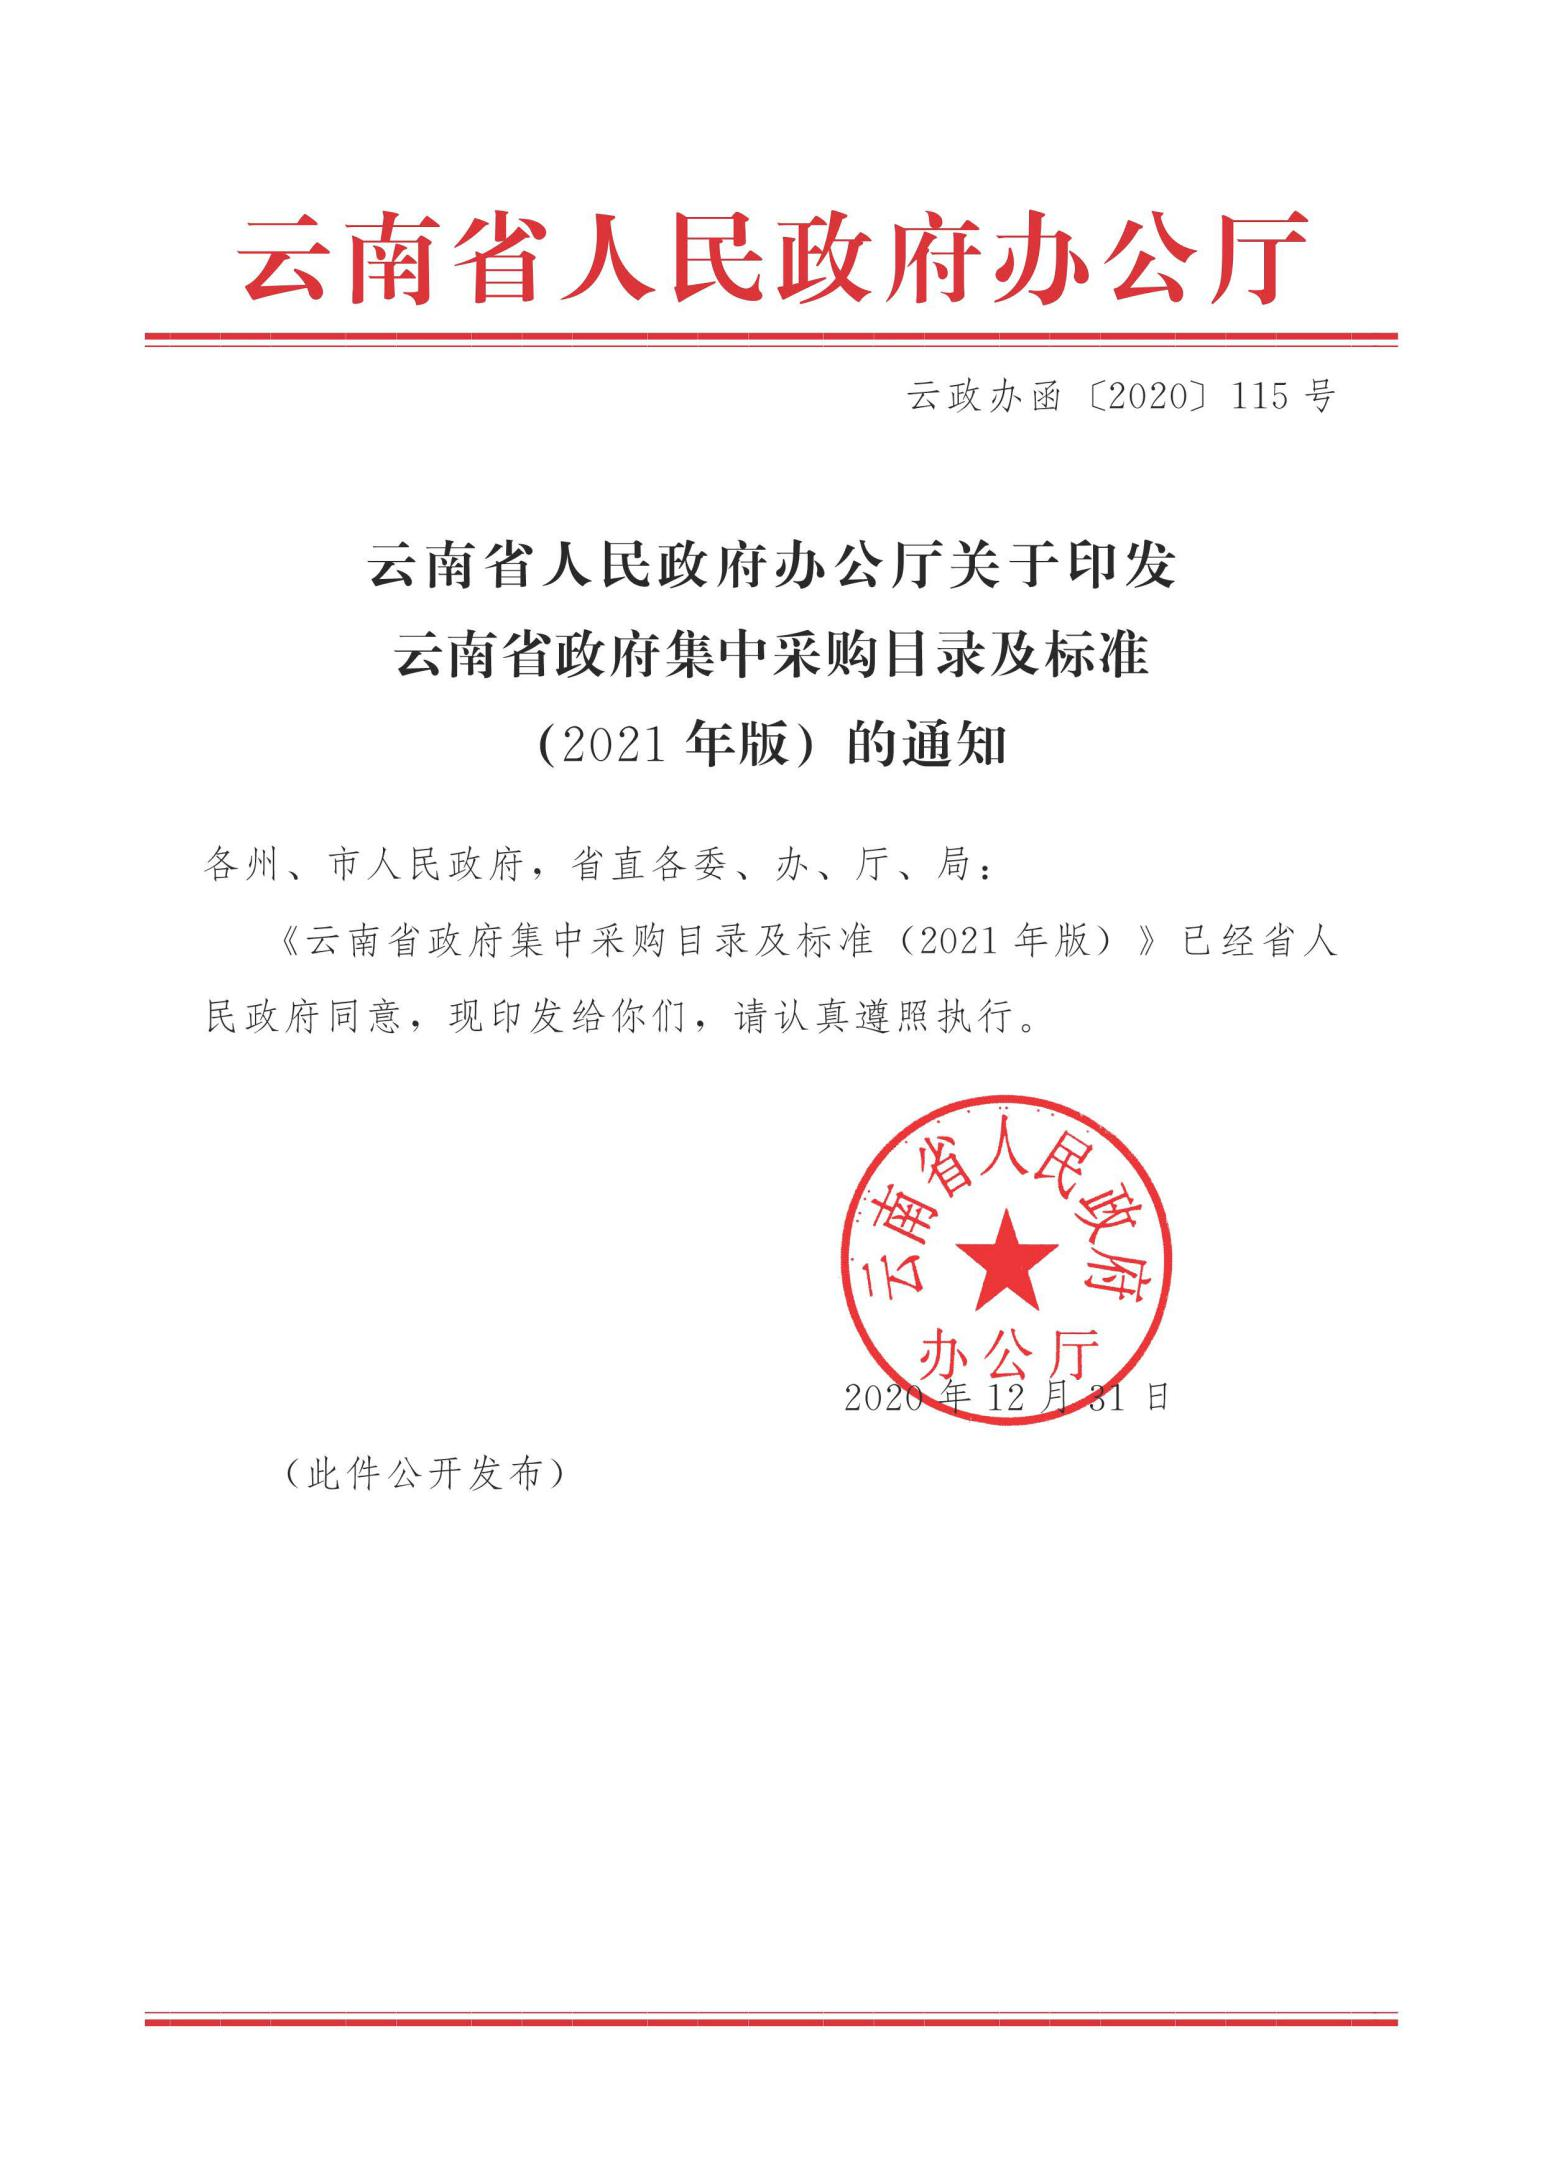 云南省人民政府办公厅
云政办函〔2020〕115 号
云南省人民政府办公厅关于印发
云南省政府集中采购目录及标准
（2021 年版）的通知
各州、市人民政府，省直各委、办、厅、局：
《云南省政府集中采购目录及标准（2021 年版）》已经省人
民政府同意，现印发给你们，请认真遵照执行。
云南省人民政府
办公厅
2020 年 12 月 31 日
（此件公开发布）